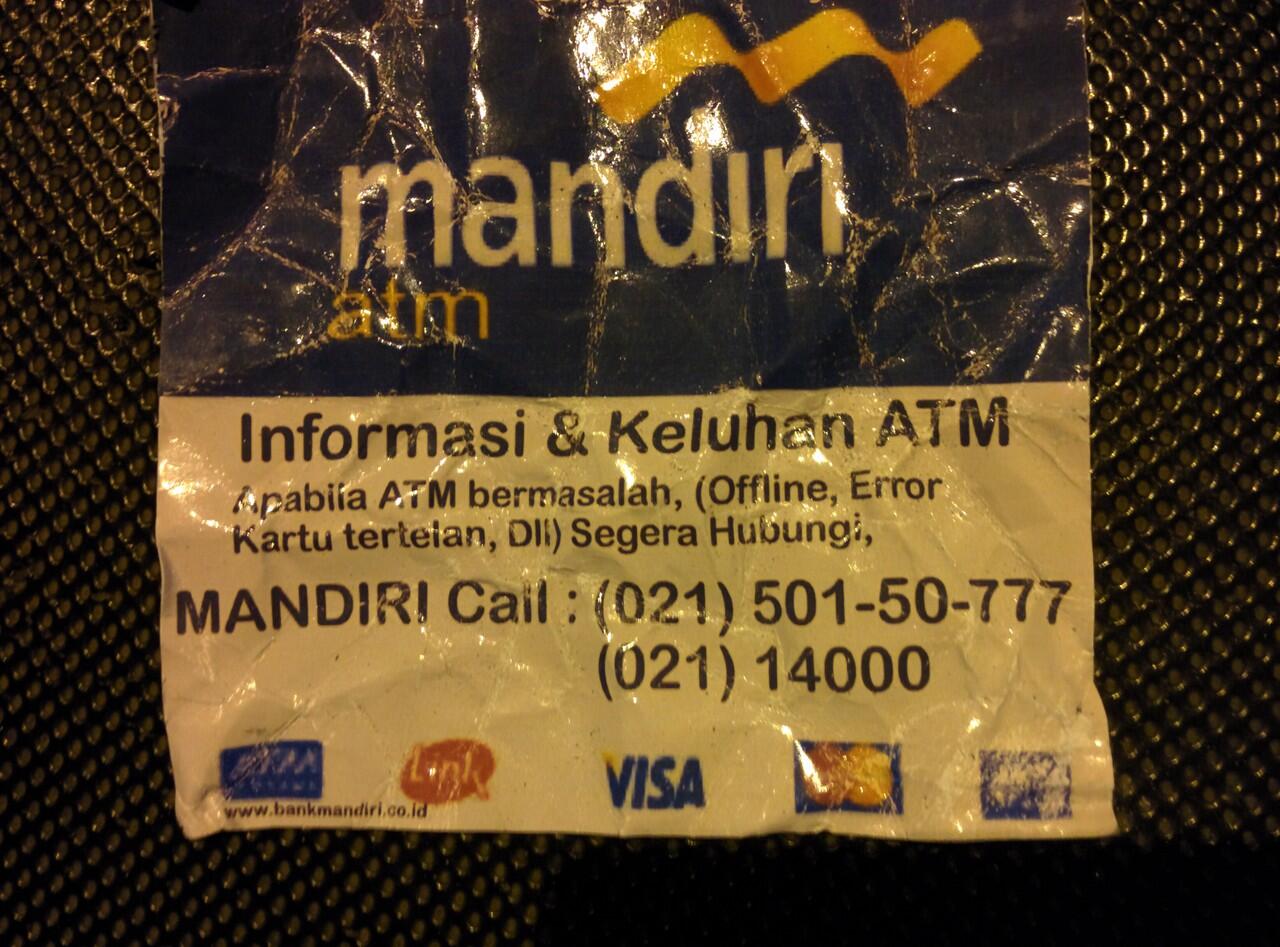 mandiri
atm
Informasi & Keluhan ATM
Apabila ATM bermasalah, (Offline, Error
Kartu tertelan, Dll) Segera Hubungi,
MANDIRI Call : (021) 501-50-777
(021) 14000
Link VISA
www.bankmandiri.co.id